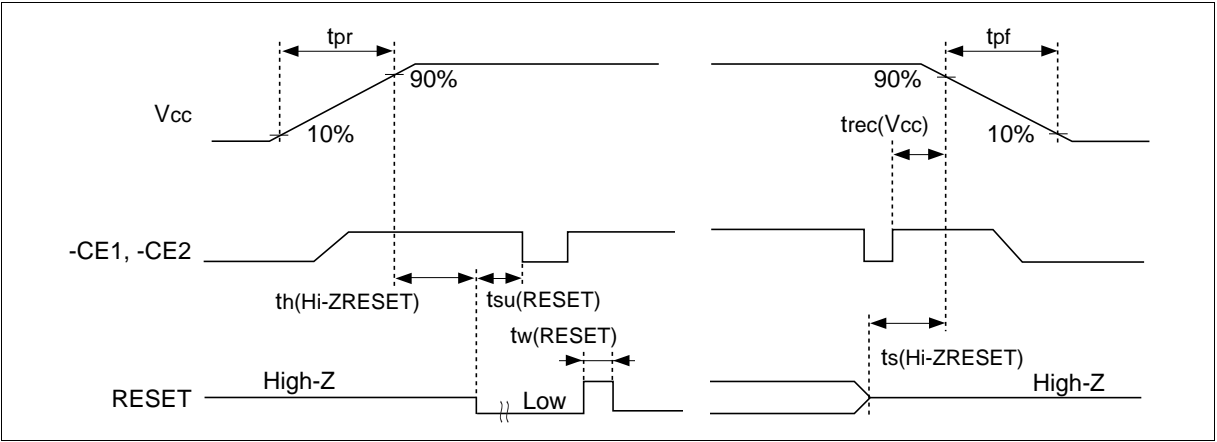 tpr
tpf
90%
90%
Vcc
10%
trec(Vcc)
10%
-CE1, -CE2
th(Hi-ZRESET)
tsu(RESET)
tw(RESET)
ts(Hi-ZRESET)
High-Z
High-Z
RESET
Low